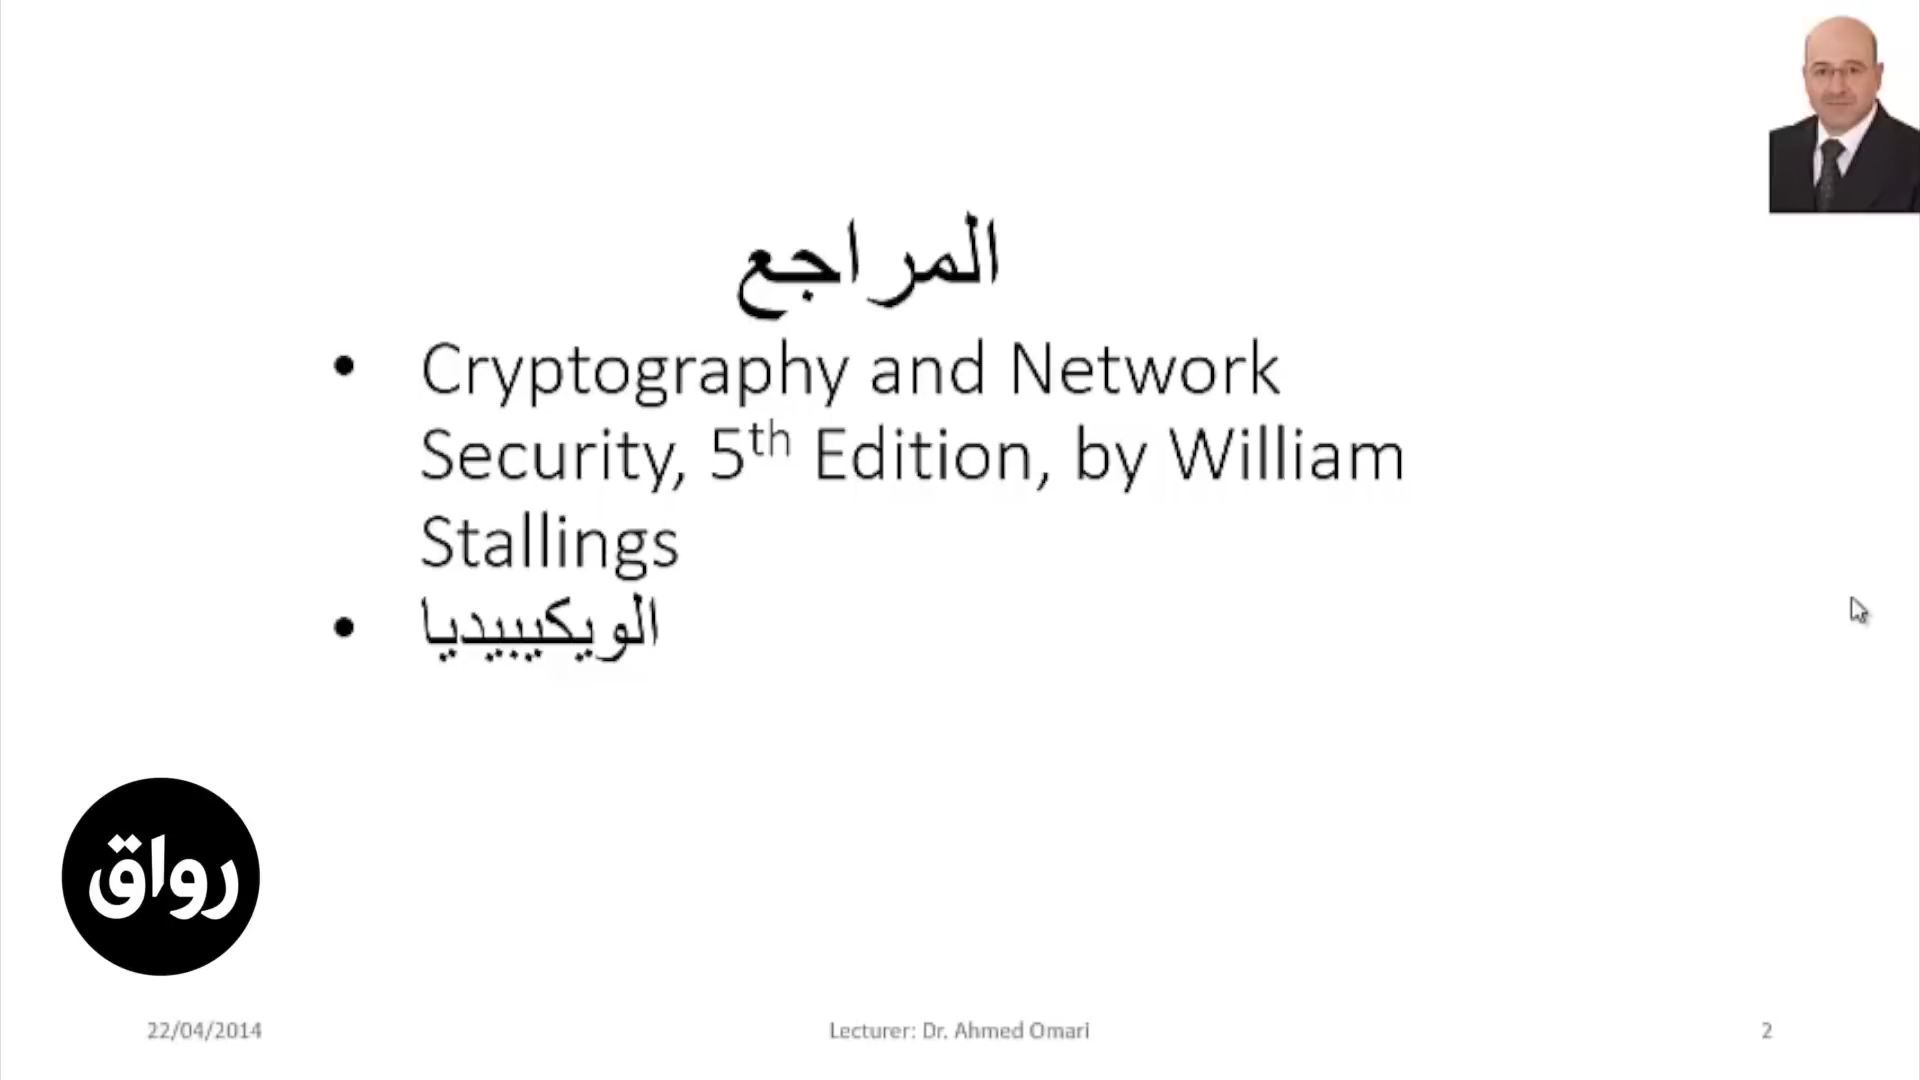 المراجع
• Cryptography and Network
Security, 5th Edition, by William
Stallings
• الويكيبيديا
رواق
22/04/2014
Lecturer: Dr. Ahmed Omari
2